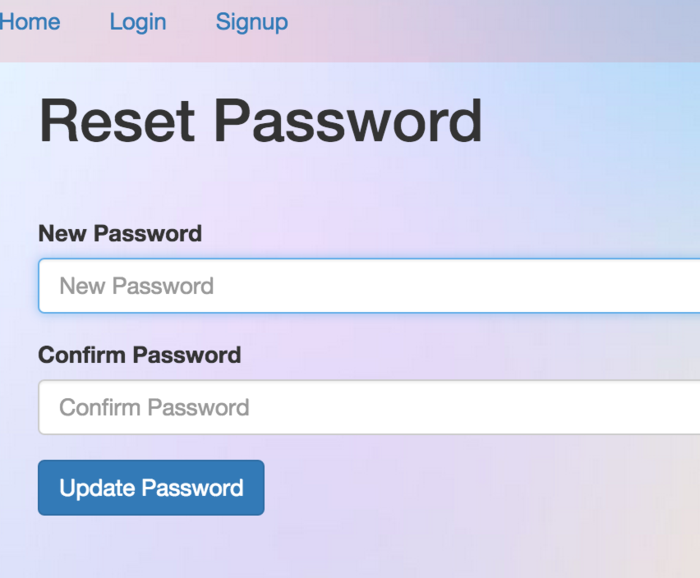 Home Login Signup
Reset Password
New Password
New Password
Confirm Password
Confirm Password
Update Password